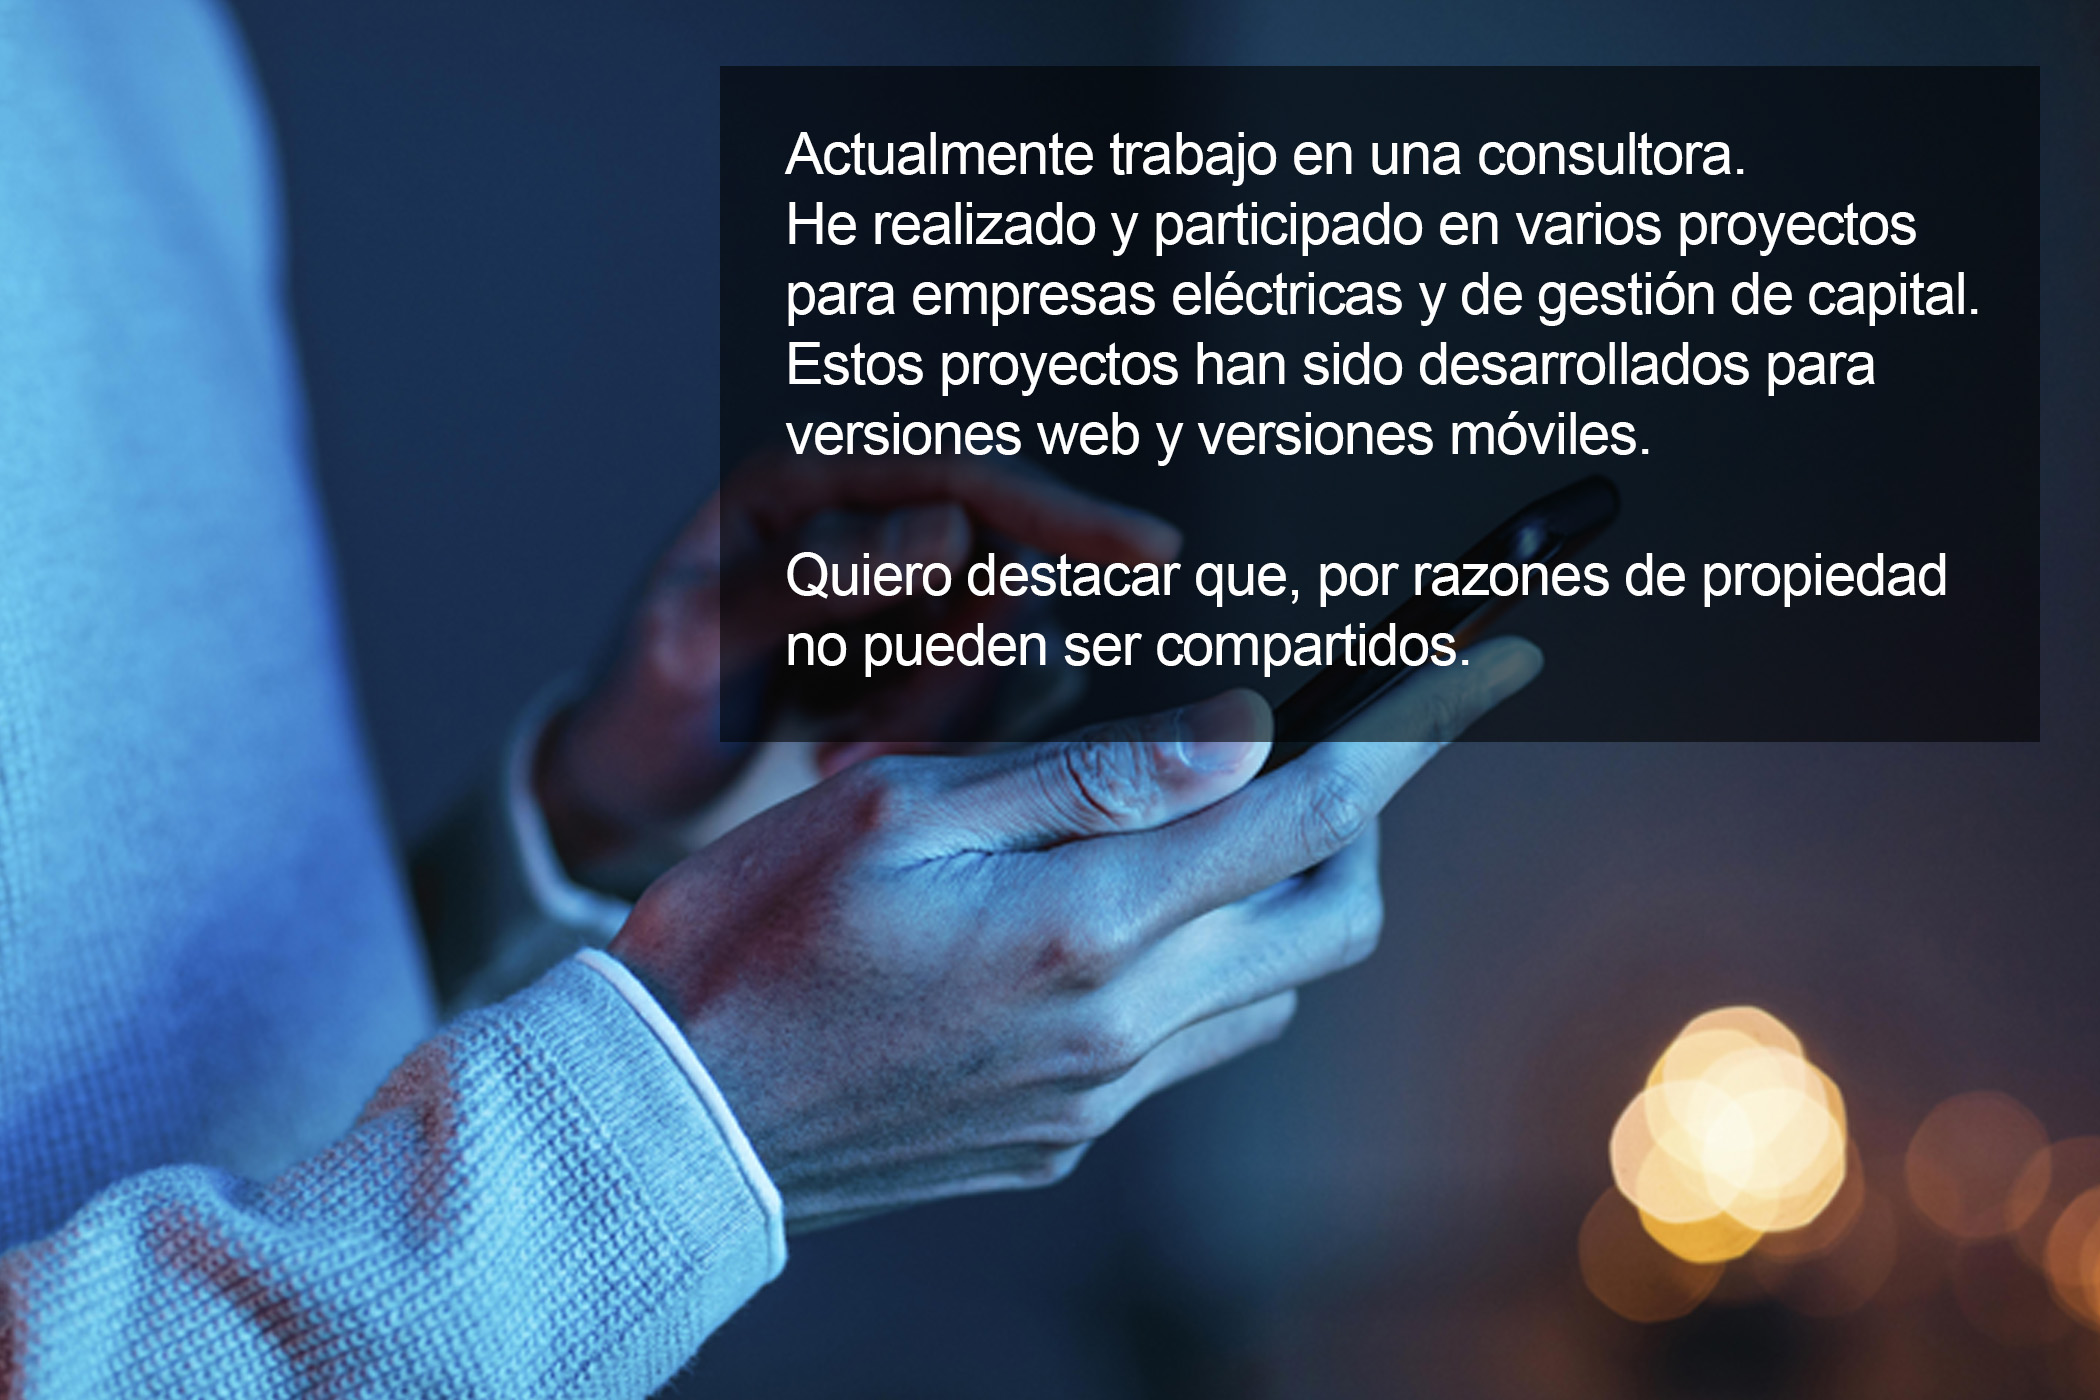 Actualmente trabajo en una consultora.
He realizado y participado en varios proyectos
para empresas eléctricas y de gestión de capital.
Estos proyectos han sido desarrollados para
versiones web y versiones móviles.
Quiero destacar que, por razones de propiedad
no pueden ser compartidos.